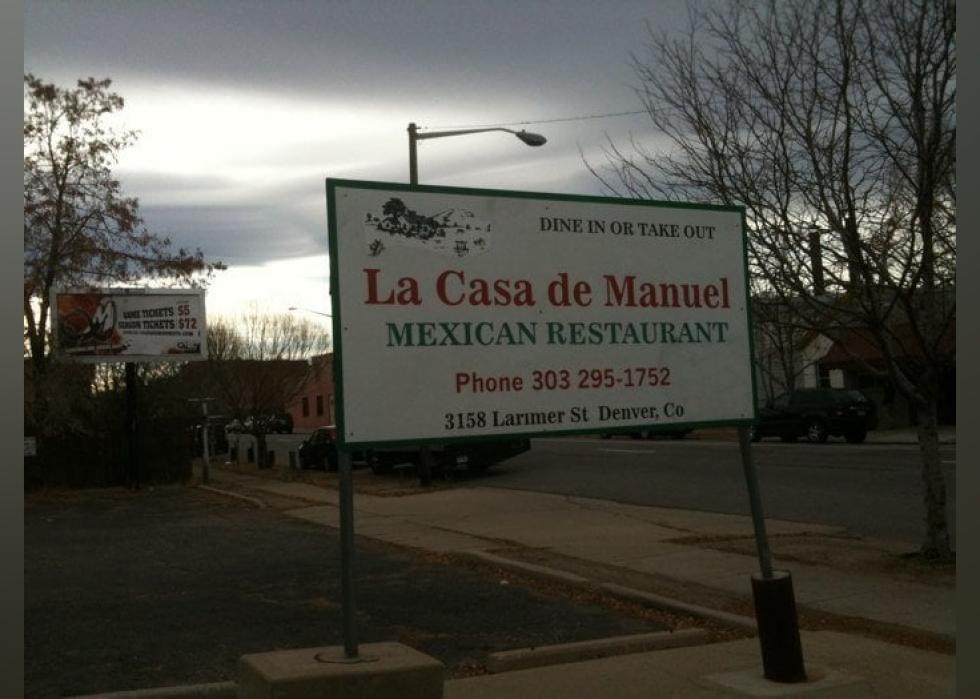 DINE IN OR TAKE OUT
La Casa de Manuel
MEXICAN RESTAURANT
Phone 303 295-1752
3158 Larimer St Denver, Co
GAME TICKETS $5
SEASON TICKETS $72